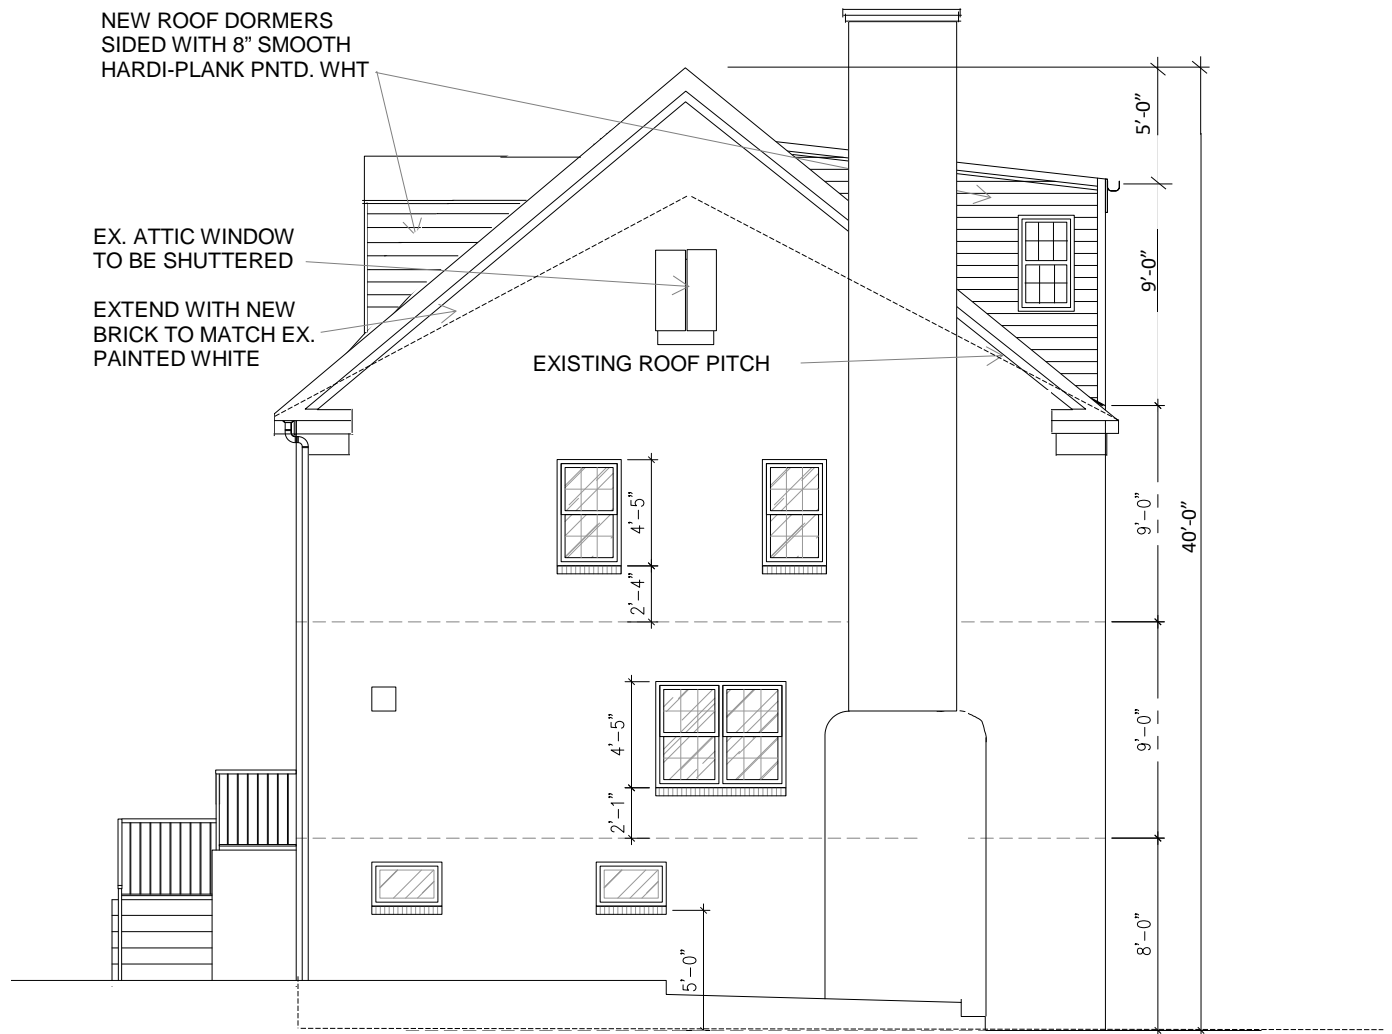 NEW ROOF DORMERS
SIDED WITH 8” SMOOTH
HARDI-PLANK PNTD. WHT
5’-0”
EX. ATTIC WINDOW
TO BE SHUTTERED
9’-0”
EXTEND WITH NEW
BRICK TO MATCH EX.
PAINTED WHITE
EXISTING ROOF PITCH
4’-5”
9’-0”
40’-0”
2’-4”
4’-5”
9’-0”
2’-1”
8’-0”
5’-0”